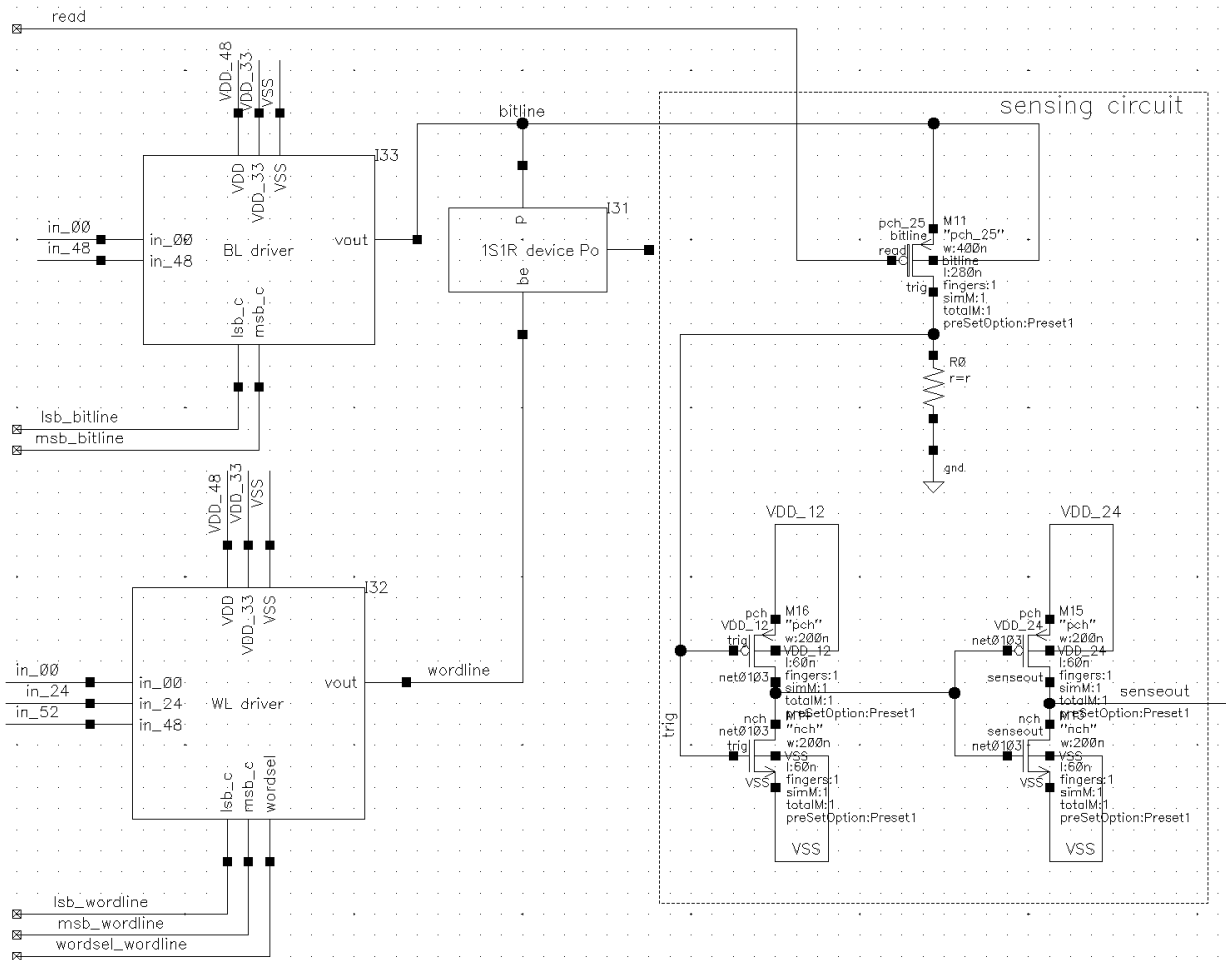 read
VDD_48
VDD_33
VSS
bitline
sensing circuit
I33
VDD
VDD_33
VSS
in_00
in_48
in_00
in_48
BL driver
vout
lsb_c
msb_c
lsb_bitline
msb_bitline
I31
p
1S1R device Po
be
pch_25
bitline
read
trig
M11
"pch_25"
w:400n
bitline
l:280n
fingers:1
simM:1
totalM:1
preSetOption:Preset1
R0
r=r
gnd
VDD_48
VDD_33
VSS
I32
VDD
VDD_33
VSS
in_00
in_24
in_52
in_00
in_24
in_48
WL driver
vout
wordline
lsb_c
msb_c
wordsel
lsb_wordline
msb_wordline
wordsel_wordline
VDD_12
pch
VDD_12
trig
net0103
M16
"pch"
w:200n
VDD_12
l:60n
fingers:1
simM:1
totalM:1
preSetOption:Preset1
trig
nch
net0103
trig
VSS
"nch"
w:200n
VSS
l:60n
fingers:1
simM:1
totalM:1
preSetOption:Preset1
VSS
VDD_24
pch
VDD_24
net0103
senseout
M15
"pch"
w:200n
VDD_24
l:60n
fingers:1
simM:1
totalM:1
preSetOption:Preset1
senseout
nch
senseout
net0103
VSS
"nch"
w:200n
VSS
l:60n
fingers:1
simM:1
totalM:1
preSetOption:Preset1
VSS